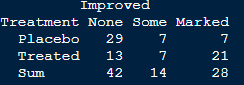 Improved
Treatment None Some Marked
Placebo 29 7 7
Treated 13 7 21
Sum 42 14 28